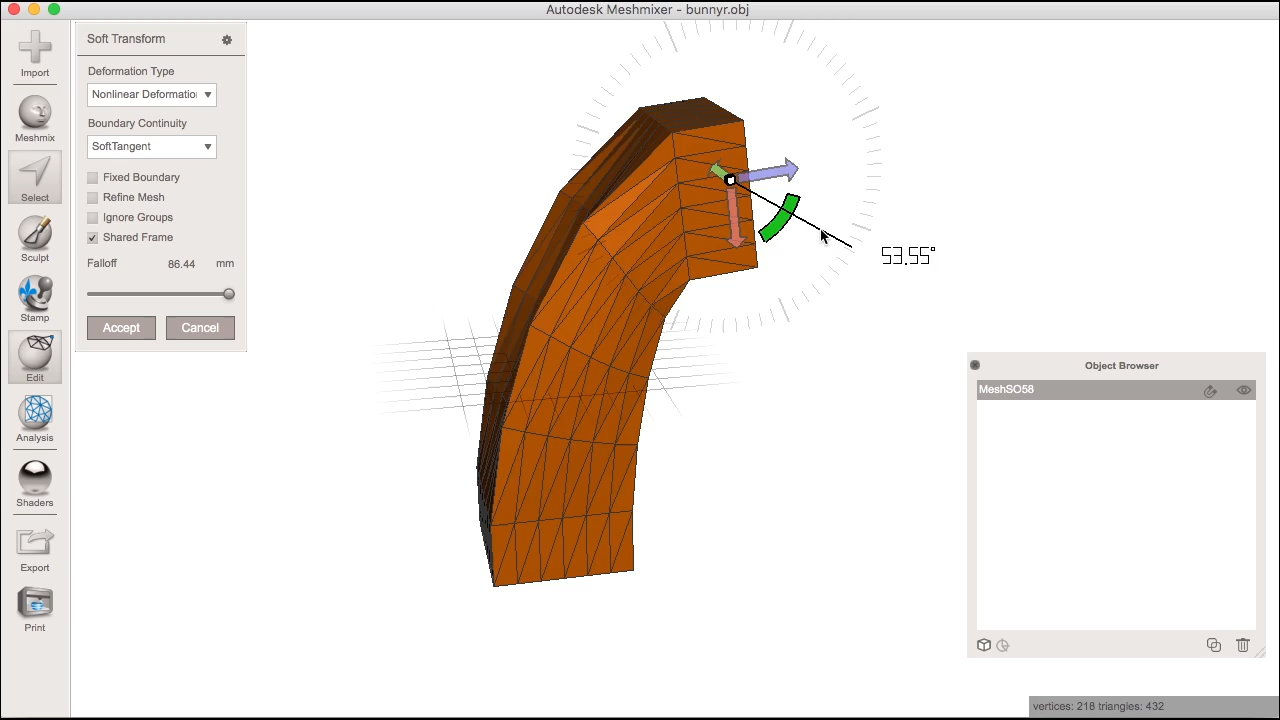 Autodesk Meshmixer - bunnyr.obj
Import
Meshmix
Select
Sculpt
Stamp
Edit
Analysis
Shaders
Export
Print
Soft Transform
Deformation Type
Nonlinear Deformatio
Boundary Continuity
SoftTangent
Fixed Boundary
Refine Mesh
Ignore Groups
Shared Frame
Falloff 86.44 mm
Accept Cancel
53.55°
Object Browser
MeshSO58
vertices: 218 triangles: 432